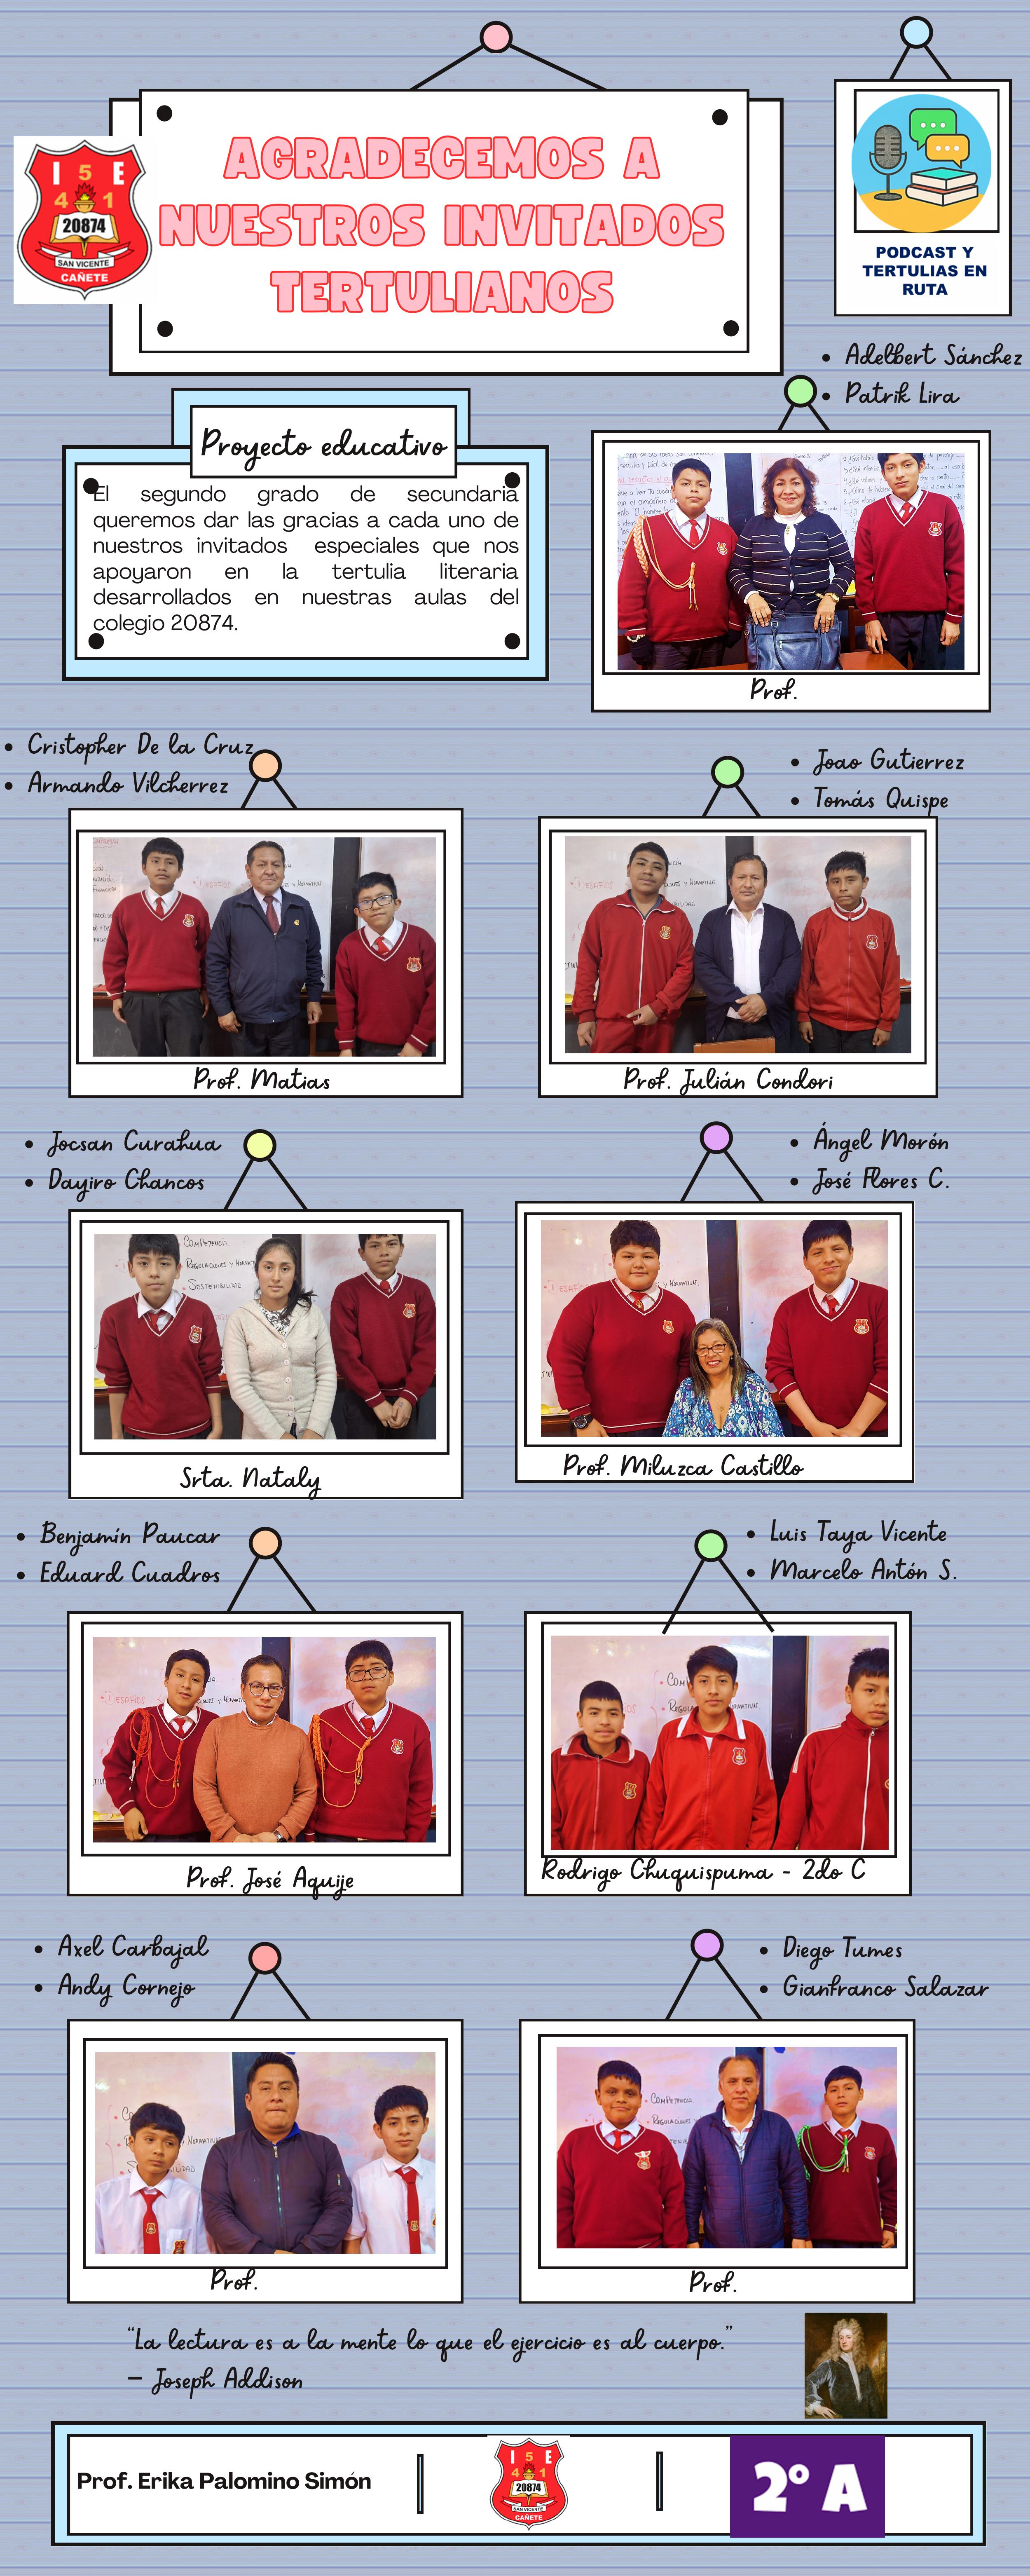 AGRADECEMOS A
NUESTROS INVITADOS
TERTULIANOS
I 5 E
4 1
20874
SAN VICENTE
CAÑETE
PODCAST Y
TERTULIAS EN
RUTA
Adelbert Sánchez
Patrik Lira
Proyecto educativo
El segundo grado de secundaria
queremos dar las gracias a cada uno de
nuestros invitados especiales que nos
apoyaron en la tertulia literaria
desarrollados en nuestras aulas del
colegio 20874.
Prof.
Cristopher De la Cruz
Armando Vilcherrez
Prof. Matias
Joao Gutierrez
Tomás Quispe
Prof. Julián Condori
Jocsan Curahua
Dayiro Chancos
COMPETENCIA
REGULACIONES Y NORMAT
SOSTENIBILIDAD
Srta. Nataly
Ángel Morón
José Flores C.
Prof. Miluzca Castillo
Benjamín Paucar
Eduard Cuadros
DESAFÍOS
Prof. José Aquije
Luis Taya Vicente
Marcelo Antón S.
Rodrigo Chuquispuma - 2do C
Axel Carbajal
Andy Cornejo
Prof.
Diego Tumes
Gianfranco Salazar
COMPETENCIA
Prof.
“La lectura es a la mente lo que el ejercicio es al cuerpo.”
– Joseph Addison
Prof. Erika Palomino Simón
I 5 E
4 1
20874
SAN VICENTE
CAÑETE
2° A